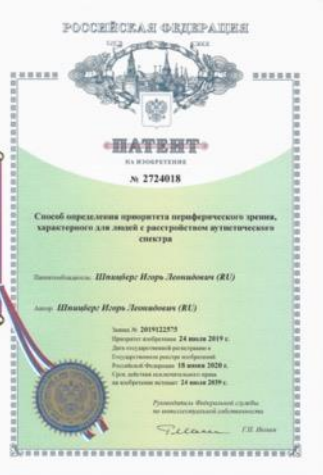 РОССИЙСКАЯ ФЕДЕРАЦИЯ
ПАТЕНТ
НА ИЗОБРЕТЕНИЕ
№ 2724018
Способ определения приоритета периферического зрения,
характерного для людей с расстройством аутистического
спектра
Патентообладатель: Шпицберг Игорь Леонидович (RU)
Автор: Шпицберг Игорь Леонидович (RU)
Заявка № 2019122575
Приоритет изобретения 24 июля 2019 г.
Дата государственной регистрации в
Государственном реестре изобретений
Российской Федерации 18 июня 2020 г.
Срок действия исключительного права
на изобретение истекает 24 июля 2039 г.
Руководитель Федеральной службы
по интеллектуальной собственности
Г.П. Ивлиев